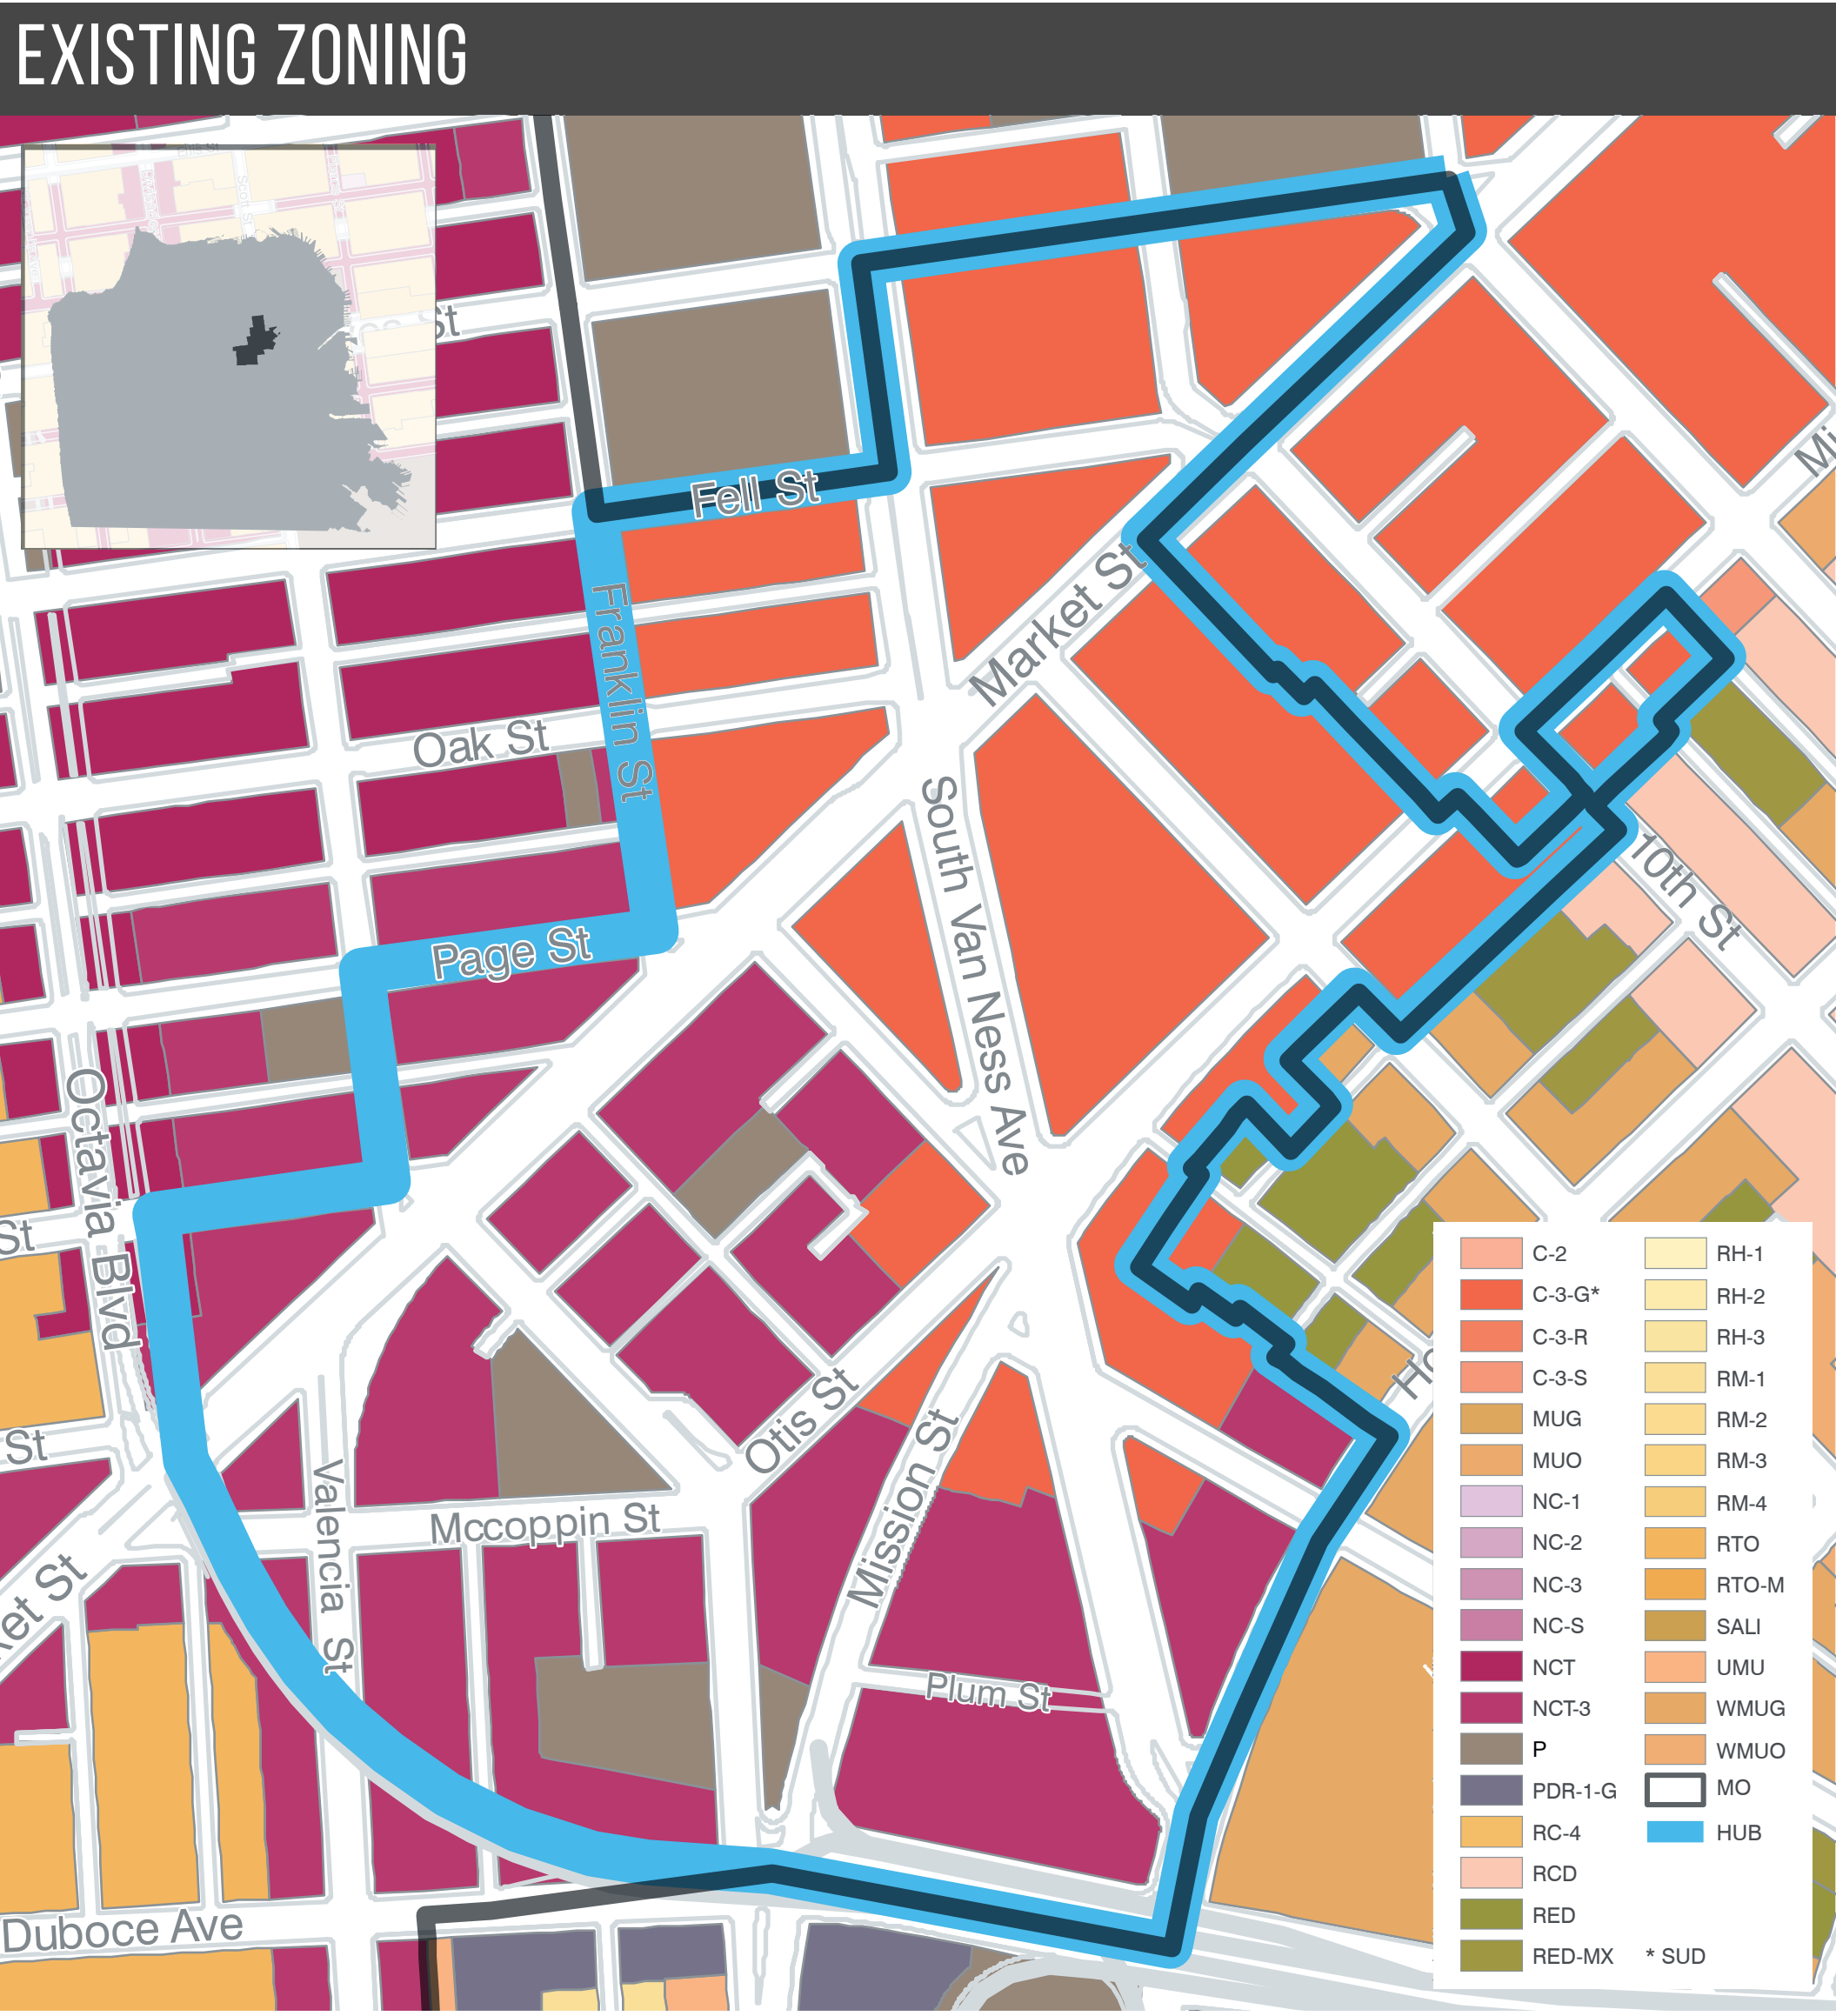 EXISTING ZONING
St
Fell St
Market St
Franklin St
Oak St
South Van Ness Ave
10th St
Page St
Octavia Blvd
St
St
Otis St
Mission St
Valencia St
Mccoppin St
Plum St
Duboce Ave
C-2
C-3-G*
C-3-R
C-3-S
MUG
MUO
NC-1
NC-2
NC-3
NC-S
NCT
NCT-3
P
PDR-1-G
RC-4
RCD
RED
RED-MX
RH-1
RH-2
RH-3
RM-1
RM-2
RM-3
RM-4
RTO
RTO-M
SALI
UMU
WMUG
WMUO
MO
HUB
* SUD